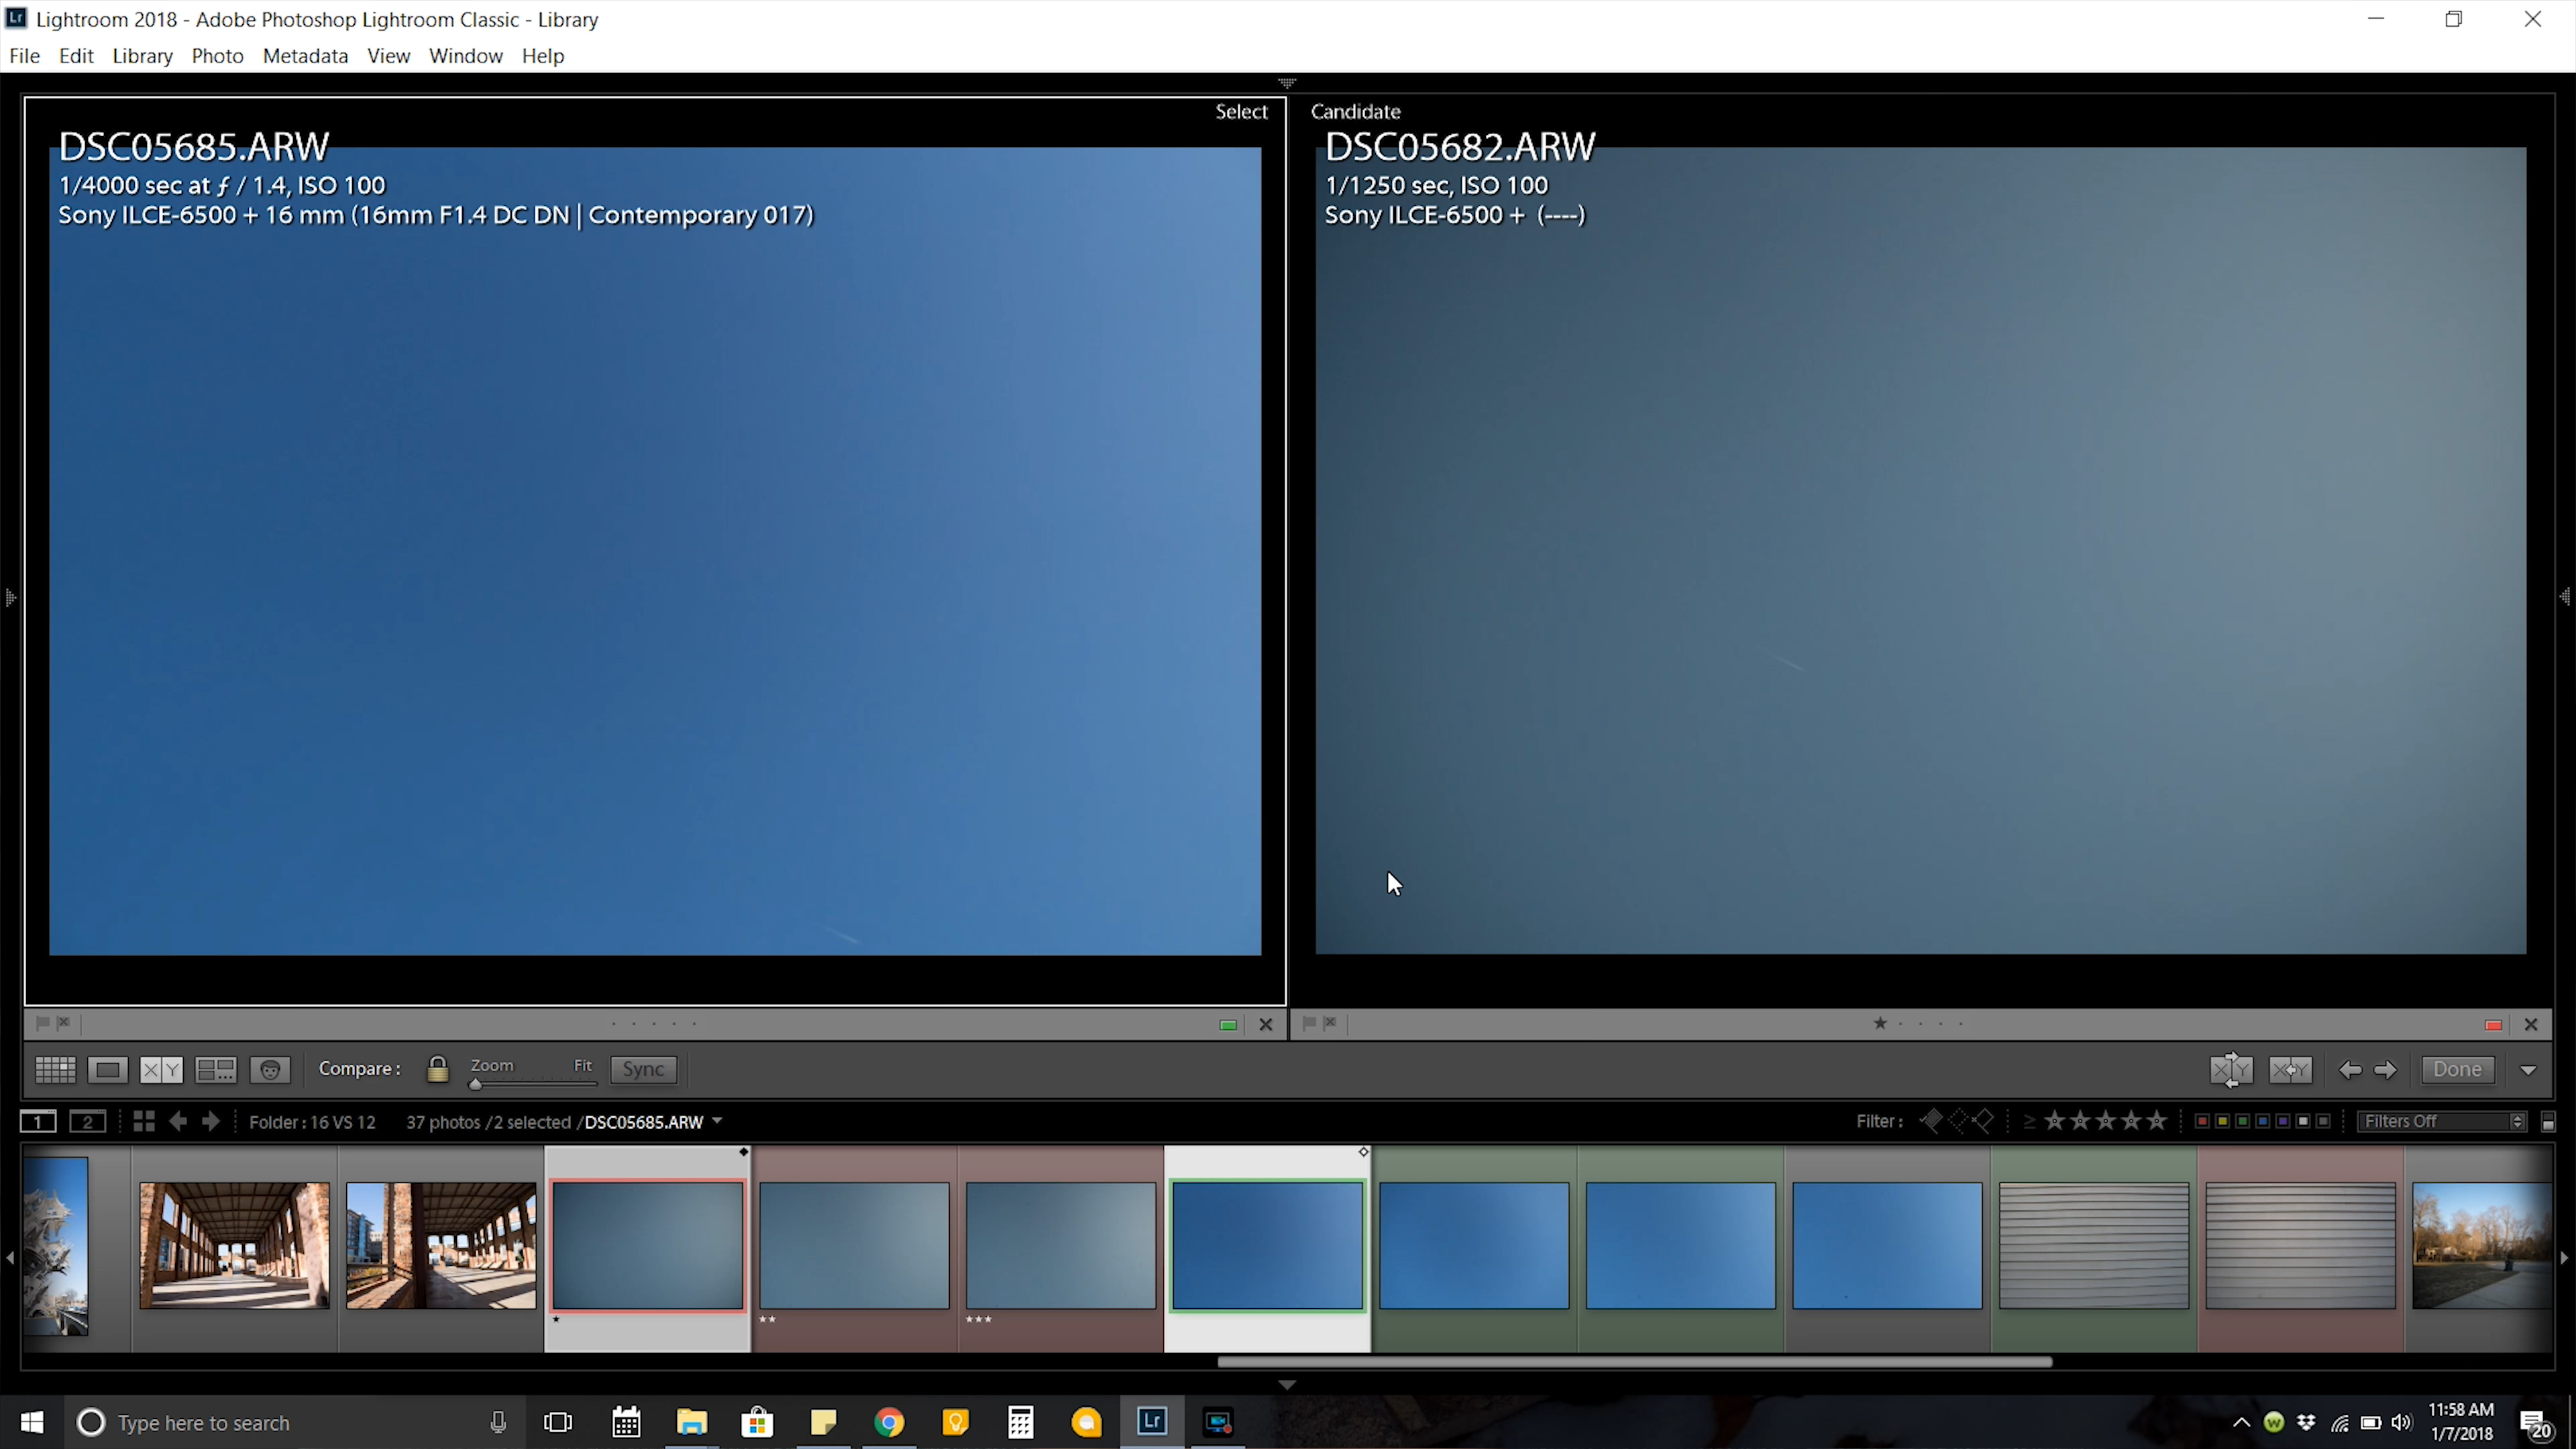 Lr Lightroom 2018 - Adobe Photoshop Lightroom Classic - Library
File Edit Library Photo Metadata View Window Help
Select
DSC05685.ARW
1/4000 sec at ƒ / 1.4, ISO 100
Sony ILCE-6500 + 16 mm (16mm F1.4 DC DN | Contemporary 017)
Candidate
DSC05682.ARW
1/1250 sec, ISO 100
Sony ILCE-6500 + (----)
X Y Compare : Zoom Fit Sync X Y X Y Done
1 2 Folder : 16 VS 12 37 photos / 2 selected / DSC05685.ARW Filter : ≥ Filters Off
Type here to search Lr w 11:58 AM
1/7/2018 20